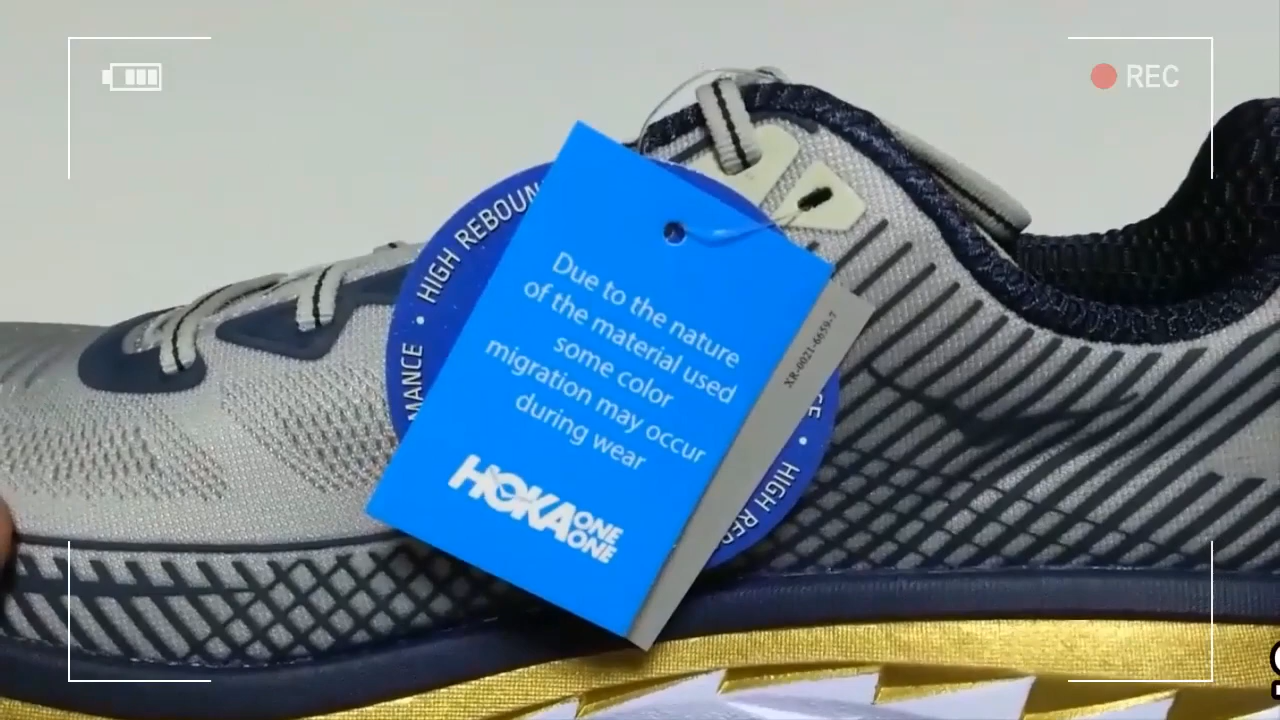 REC
HIGH REBOUN
MANCE •
Due to the nature
of the material used
some color
migration may occur
during wear
HOKA ONE ONE
XR-0021-6659-7
CE •
HIGH RE